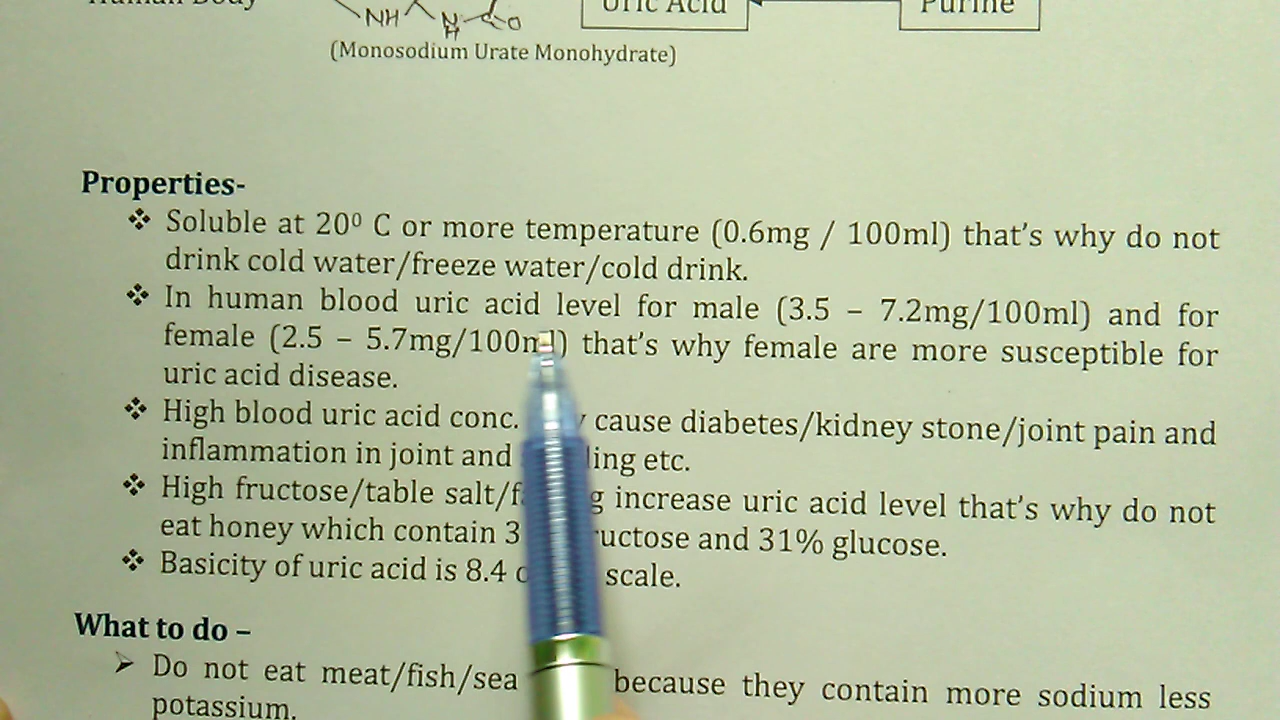 Human Body
Uric Acid
Purine
NH
N
H
O
(Monosodium Urate Monohydrate)
Properties-
❖ Soluble at 20⁰ C or more temperature (0.6mg / 100ml) that's why do not
drink cold water/freeze water/cold drink.
❖ In human blood uric acid level for male (3.5 – 7.2mg/100ml) and for
female (2.5 – 5.7mg/100ml) that's why female are more susceptible for
uric acid disease.
❖ High blood uric acid conc. cause diabetes/kidney stone/joint pain and
inflammation in joint and etc.
❖ High fructose/table salt/ increase uric acid level that's why do not
eat honey which contain and 31% glucose.
❖ Basicity of uric acid is 8.4 scale.
What to do –
➢ Do not eat meat/fish/sea because they contain more sodium less
potassium.